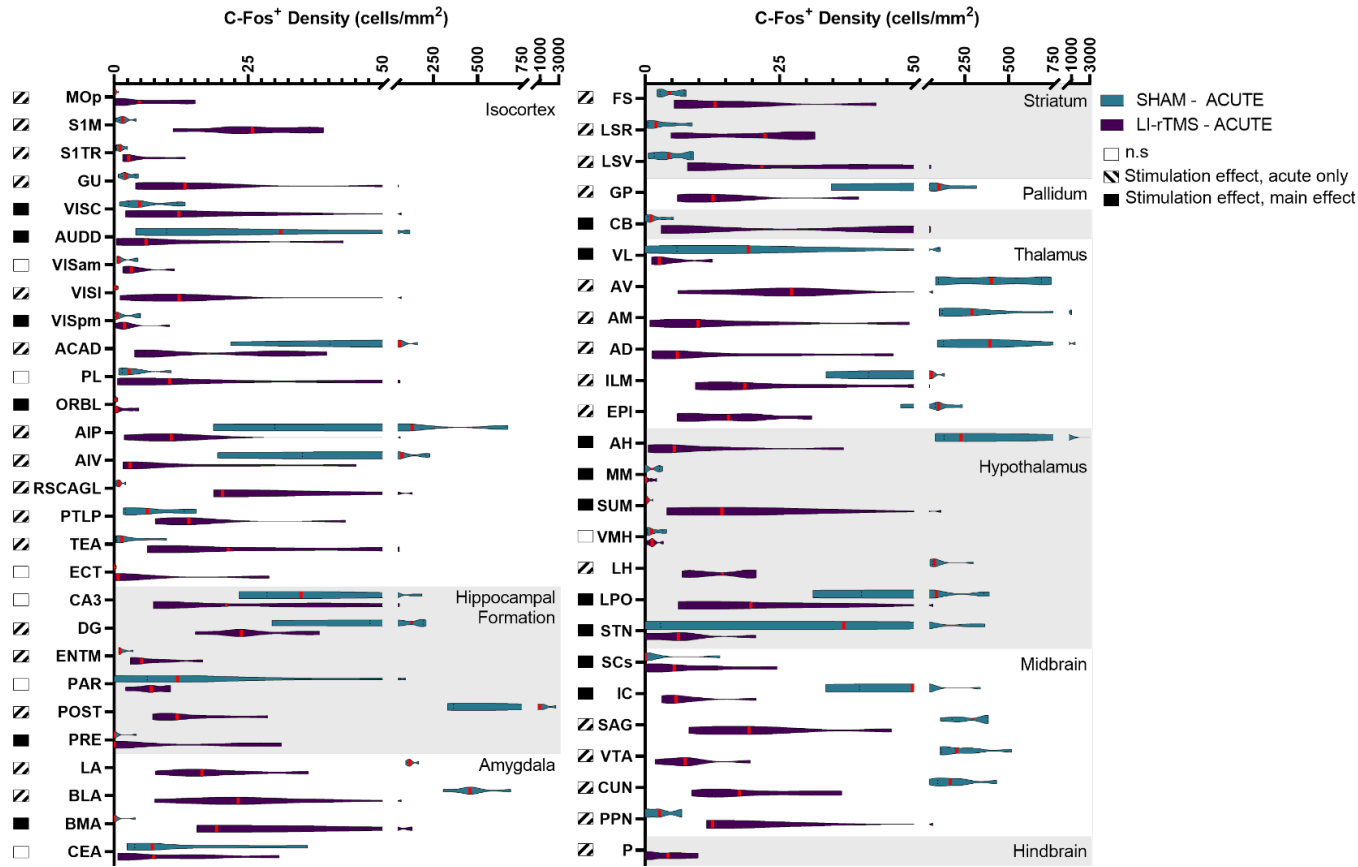 C-Fos+ Density (cells/mm2)
0 25 50 250 500 750 1000 3000
Isocortex
MOp
S1M
S1TR
GU
VISC
AUDD
VISam
VISI
VISpm
ACAD
PL
ORBL
AIP
AIV
RSCAGL
PTLP
TEA
ECT
Hippocampal
Formation
CA3
DG
ENTM
PAR
POST
PRE
Amygdala
LA
BLA
BMA
CEA
C-Fos+ Density (cells/mm2)
0 25 50 250 500 750 1000 3000
Striatum
FS
LSR
LSV
Pallidum
GP
CB
Thalamus
VL
AV
AM
AD
ILM
EPI
Hypothalamus
AH
MM
SUM
VMH
LH
LPO
STN
Midbrain
SCs
IC
SAG
VTA
CUN
PPN
P
Hindbrain
SHAM - ACUTE
LI-rTMS - ACUTE
n.s
Stimulation effect, acute only
Stimulation effect, main effect